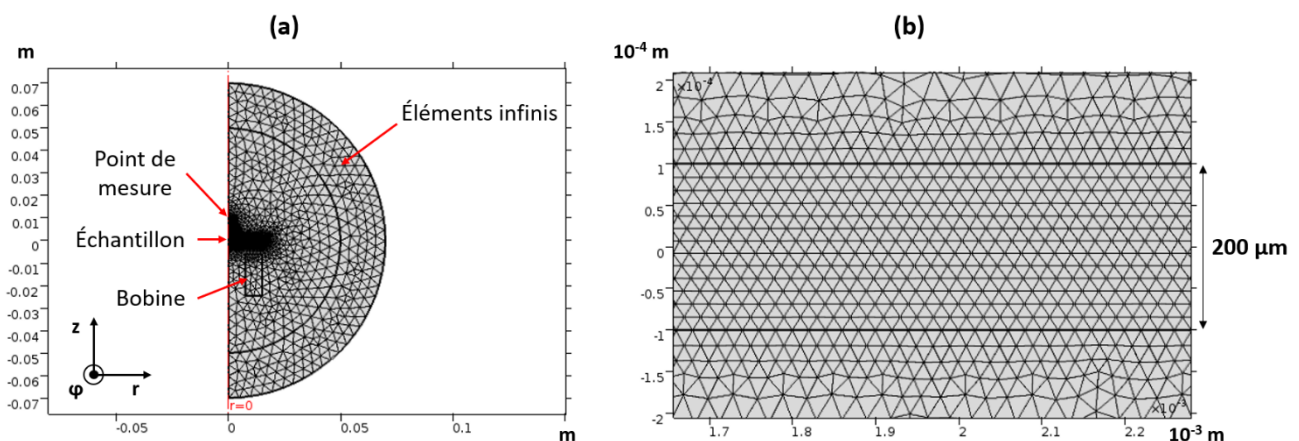 (a)
(b)
m
10⁻⁴ m
0.07
0.06
0.05
0.04
0.03
0.02
0.01
0
-0.01
-0.02
-0.03
-0.04
-0.05
-0.06
-0.07
Éléments infinis
Point de
mesure
Échantillon
Bobine
z
φ
r
r=0
-0.05
0
0.05
0.1
m
2
×10⁻⁴
1.5
1
0.5
0
-0.5
-1
-1.5
-2
200 µm
×10⁻³
1.7
1.8
1.9
2
2.1
2.2
10⁻³ m